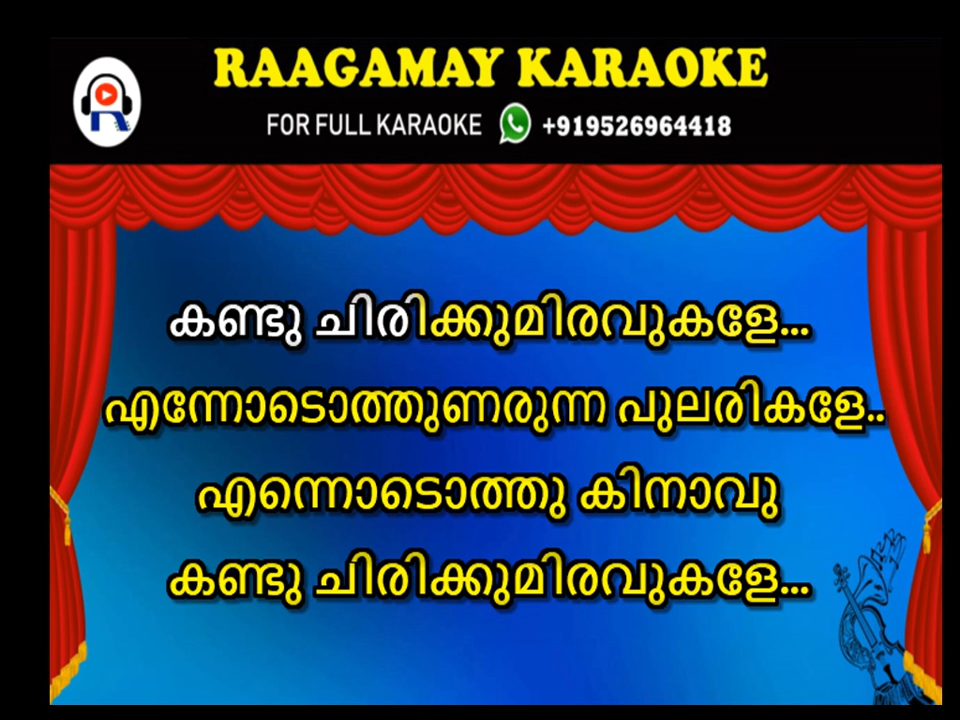 RAAGAMAY KARAOKE
FOR FULL KARAOKE +919526964418
കണ്ടു ചിരിക്കുമിരവുകളേ...
എന്നോടൊത്തുണരുന്ന പുലരികളേ..
എന്നൊടൊത്തു കിനാവു
കണ്ടു ചിരിക്കുമിരവുകളേ...